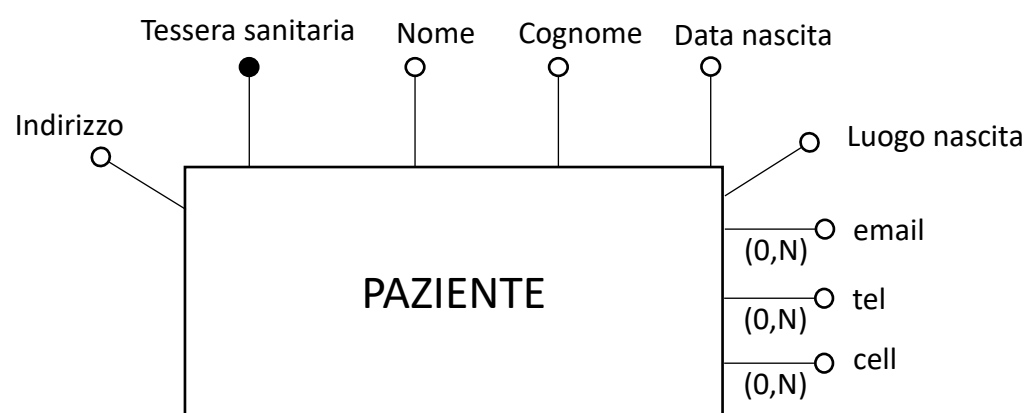 Tessera sanitaria
Nome
Cognome
Data nascita
Indirizzo
Luogo nascita
email
(0,N)
PAZIENTE
tel
(0,N)
cell
(0,N)